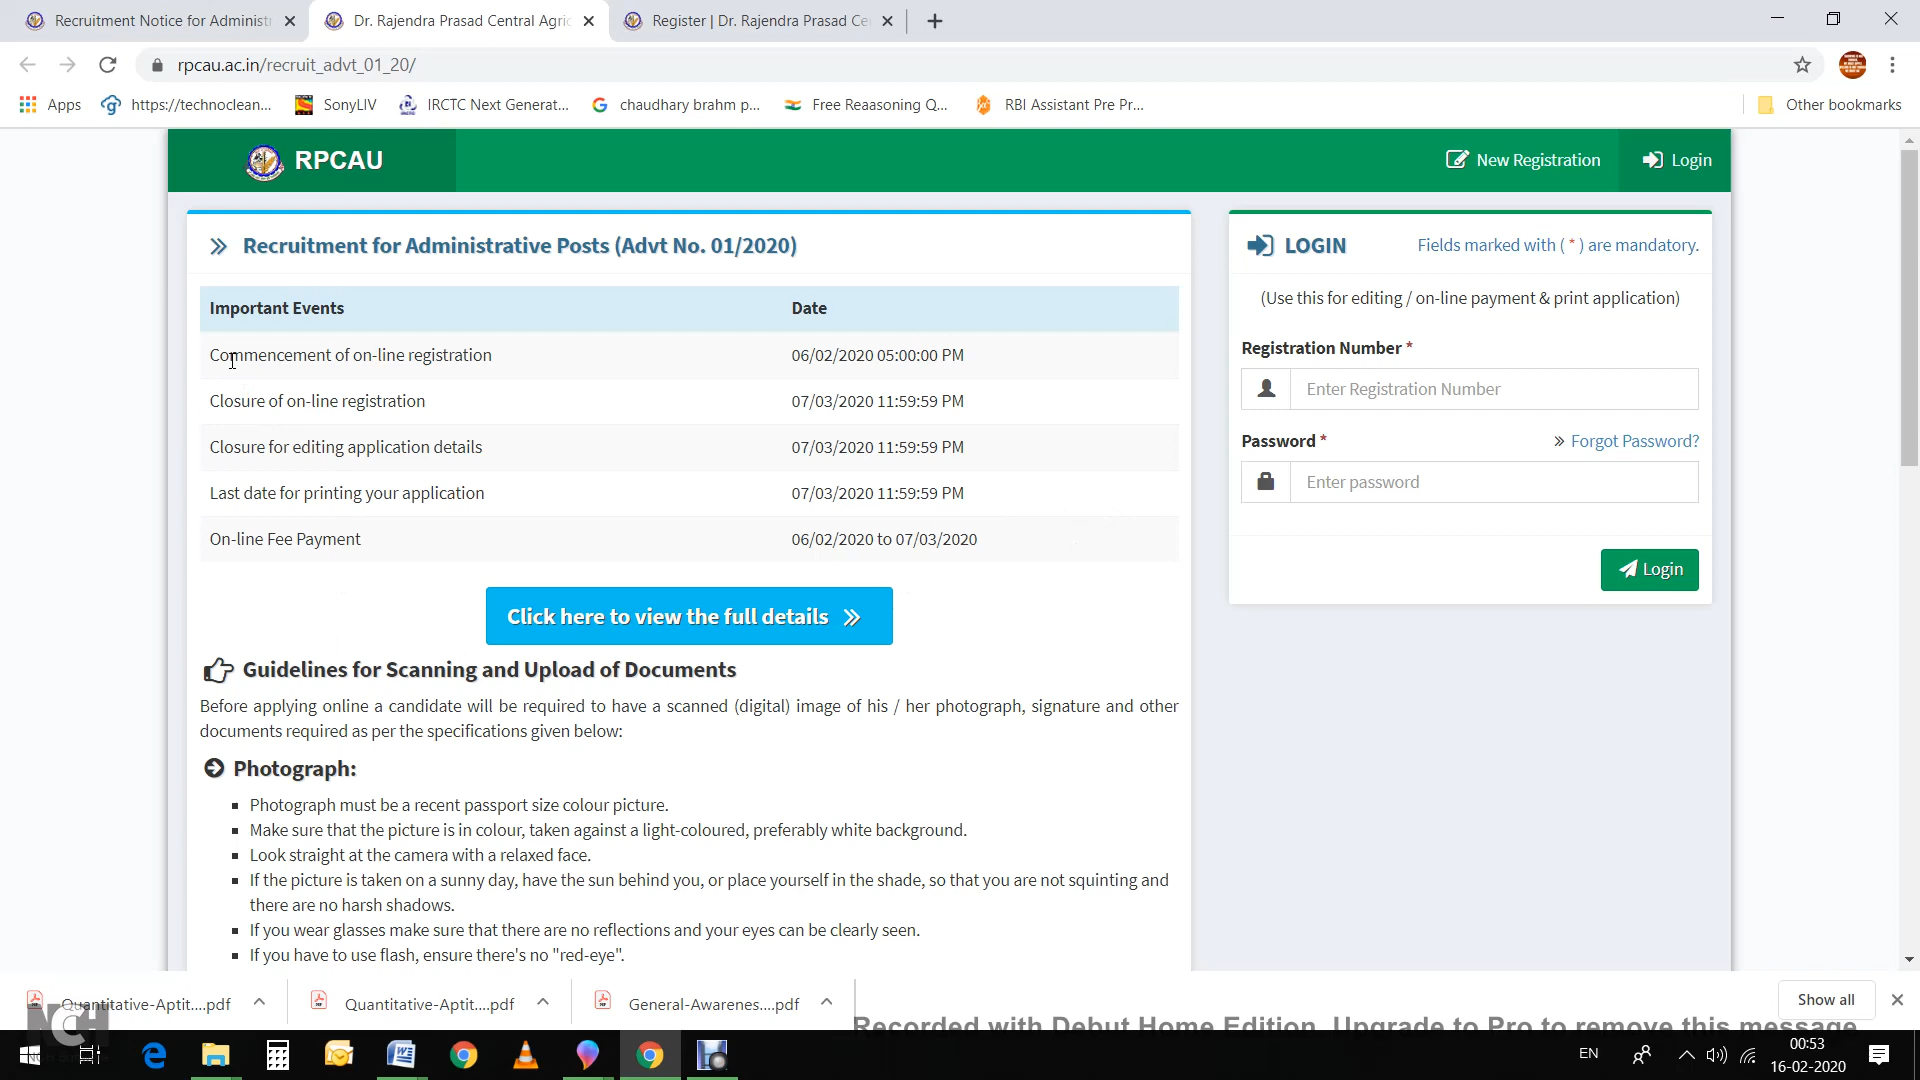 Recruitment Notice for Administ
Dr. Rajendra Prasad Central Agric
Register | Dr. Rajendra Prasad Ce
rpcau.ac.in/recruit_advt_01_20/
Apps
https://technoclean...
SonyLIV
IRCTC Next Generat...
chaudhary brahm p...
Free Reaasoning Q...
RBI Assistant Pre Pr...
Other bookmarks
RPCAU
New Registration
Login
Recruitment for Administrative Posts (Advt No. 01/2020)
Important Events Date
Commencement of on-line registration 06/02/2020 05:00:00 PM
Closure of on-line registration 07/03/2020 11:59:59 PM
Closure for editing application details 07/03/2020 11:59:59 PM
Last date for printing your application 07/03/2020 11:59:59 PM
On-line Fee Payment 06/02/2020 to 07/03/2020
Click here to view the full details »
Guidelines for Scanning and Upload of Documents
Before applying online a candidate will be required to have a scanned (digital) image of his / her photograph, signature and other
documents required as per the specifications given below:
Photograph:
Photograph must be a recent passport size colour picture.
Make sure that the picture is in colour, taken against a light-coloured, preferably white background.
Look straight at the camera with a relaxed face.
If the picture is taken on a sunny day, have the sun behind you, or place yourself in the shade, so that you are not squinting and
there are no harsh shadows.
If you wear glasses make sure that there are no reflections and your eyes can be clearly seen.
If you have to use flash, ensure there's no "red-eye".
LOGIN
Fields marked with ( * ) are mandatory.
(Use this for editing / on-line payment & print application)
Registration Number *
Enter Registration Number
Password *
» Forgot Password?
Enter password
Login
Quantitative-Aptit....pdf
Quantitative-Aptit....pdf
General-Awarenes....pdf
Show all
NCH
Recorded with Debut Home Edition. Upgrade to Pro to remove this message
EN
00:53
16-02-2020